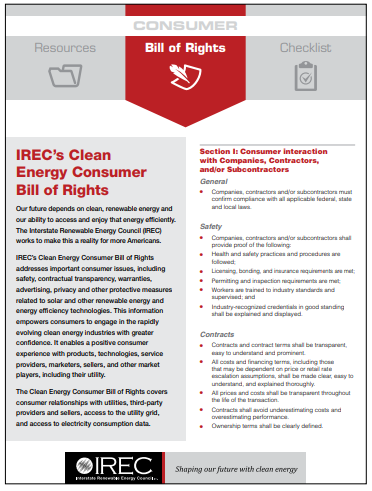 CONSUMER
Resources
Bill of Rights
Checklist
IREC's Clean
Energy Consumer
Bill of Rights
Our future depends on clean, renewable energy and
our ability to access and enjoy that energy efficiently.
The Interstate Renewable Energy Council (IREC)
works to make this a reality for more Americans.
IREC's Clean Energy Consumer Bill of Rights
addresses important consumer issues, including
safety, contractual transparency, warranties,
advertising, privacy and other protective measures
related to solar and other renewable energy and
energy efficiency technologies. This information
empowers consumers to engage in the rapidly
evolving clean energy industries with greater
confidence. It enables a positive consumer
experience with products, technologies, service
providers, marketers, sellers, and other market
players, including their utility.
The Clean Energy Consumer Bill of Rights covers
consumer relationships with utilities, third-party
providers and sellers, access to the utility grid,
and access to electricity consumption data.
Section I: Consumer interaction
with Companies, Contractors,
and/or Subcontractors
General
• Companies, contractors and/or subcontractors must
confirm compliance with all applicable federal, state
and local laws.
Safety
• Companies, contractors and/or subcontractors shall
provide proof of the following:
• Health and safety practices and procedures are
followed;
• Licensing, bonding, and insurance requirements are met;
• Permitting and inspection requirements are met;
• Workers are trained to industry standards and
supervised; and
• Industry-recognized credentials in good standing
shall be explained and displayed.
Contracts
• Contracts and contract terms shall be transparent,
easy to understand and prominent.
• All costs and financing terms, including those
that may be dependent on price or retail rate
escalation assumptions, shall be made clear, easy to
understand, and explained thoroughly.
• All prices and costs shall be transparent throughout
the life of the transaction.
• Contracts shall avoid underestimating costs and
overestimating performance.
• Ownership terms shall be clearly defined.
IREC
Interstate Renewable Energy Council
Shaping our future with clean energy